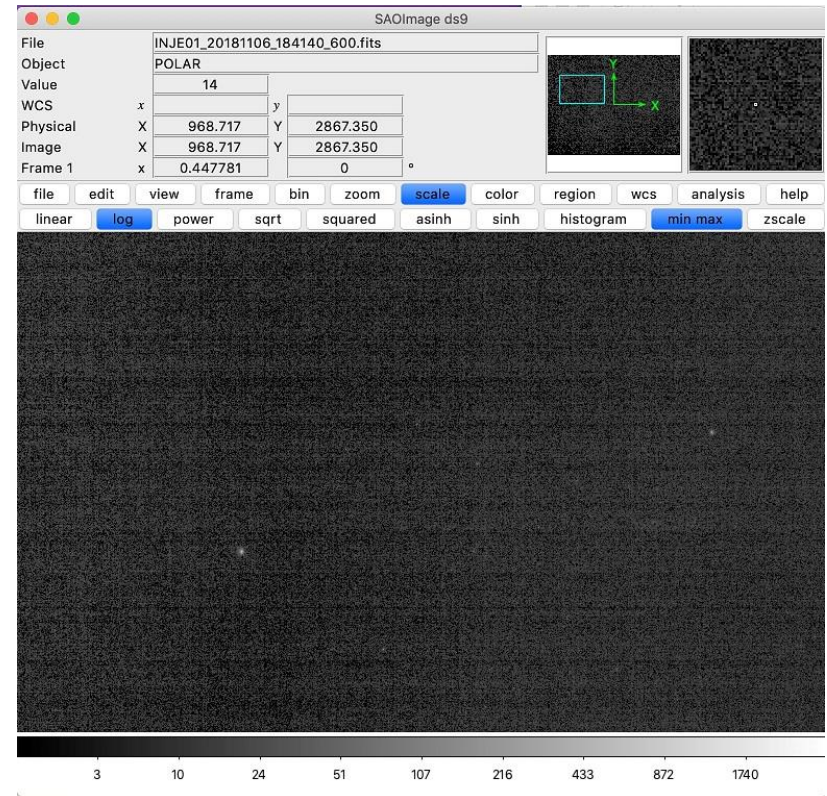 SAOImage ds9
File INJE01_20181106_184140_600.fits
Object POLAR
Value 14
WCS x y
Physical X 968.717 Y 2867.350
Image X 968.717 Y 2867.350
Frame 1 x 0.447781 0 °
Y
X
file edit view frame bin zoom scale color region wcs analysis help
linear log power sqrt squared asinh sinh histogram min max zscale
3 10 24 51 107 216 433 872 1740